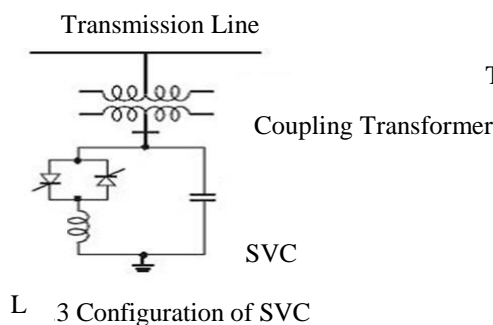 Transmission Line
T
Coupling Transformer
SVC
L .3 Configuration of SVC